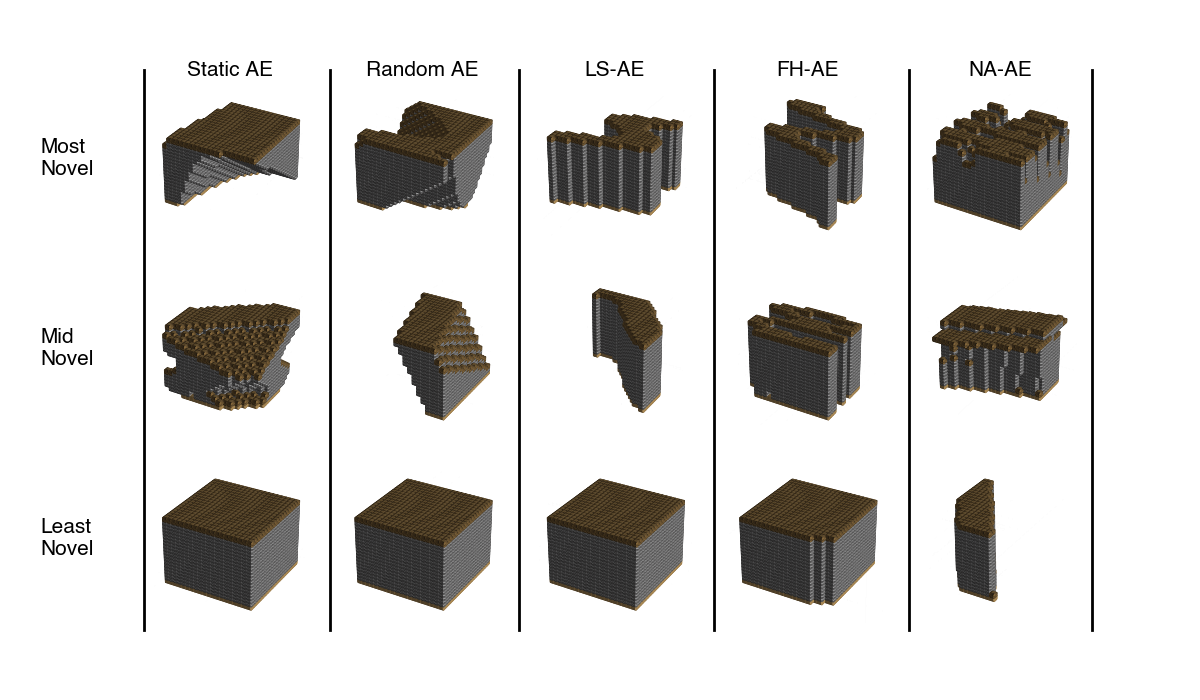 Static AE
Random AE
LS-AE
FH-AE
NA-AE
Most
Novel
Mid
Novel
Least
Novel